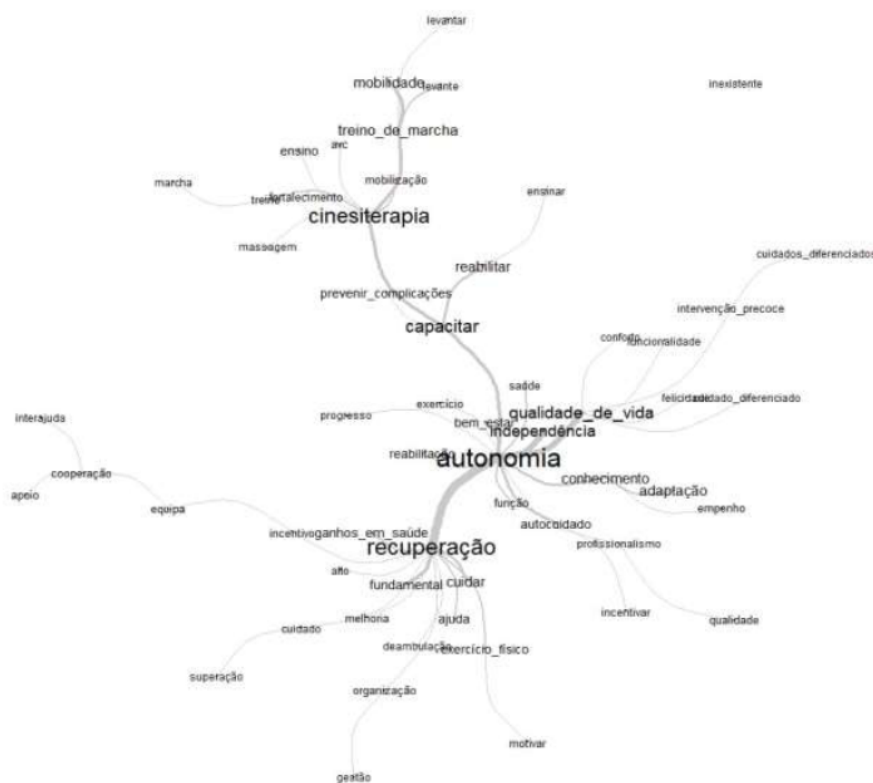 levantar
mobilidade
levante
inexistente
treino_de_marcha
avc
ensino
mobilização
marcha
treino
fortalecimento
ensinar
cinesiterapia
massagem
cuidados_diferenciados
reabilitar
prevenir_complicações
intervenção_precoce
capacitar
conforto
funcionalidade
saúde
felicidade
cuidado_diferenciado
exercício
progresso
qualidade_de_vida
interajuda
bem_estar
independência
reabilitação
autonomia
cooperação
conhecimento
adaptação
apoio
função
empenho
equipa
autocuidado
incentivo
ganhos_em_saúde
profissionalismo
recuperação
fundamental
cuidar
incentivar
melhoria
ajuda
qualidade
cuidado
deambulação
exercício_físico
superação
organização
motivar
gestão